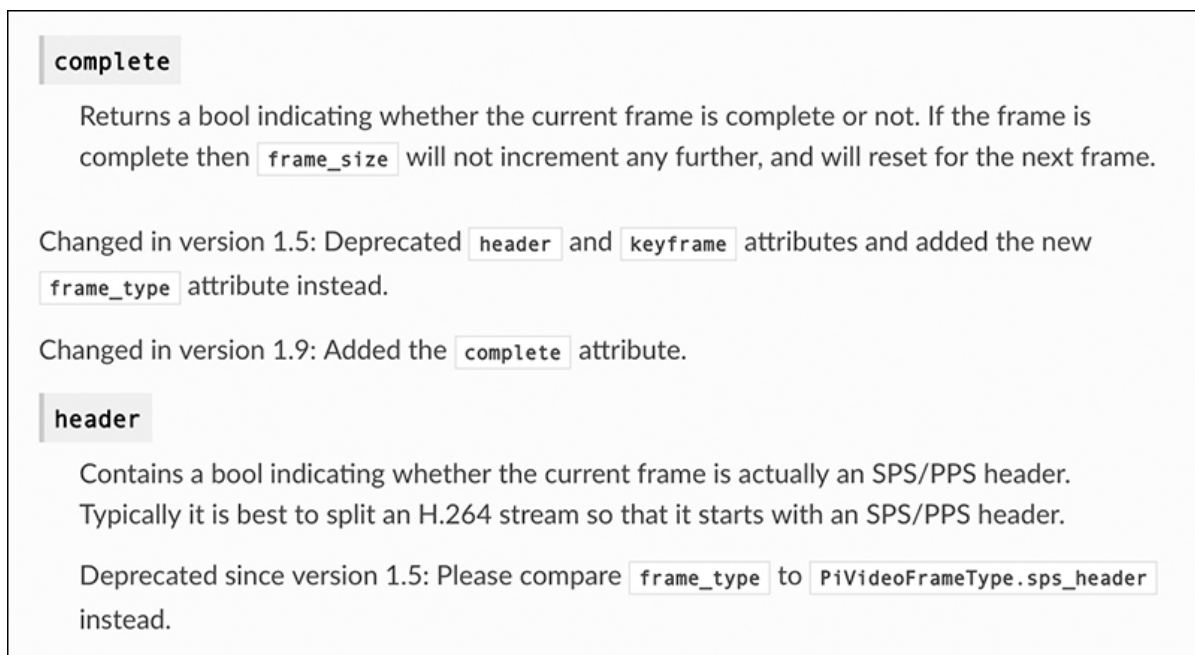 complete
Returns a bool indicating whether the current frame is complete or not. If the frame is
complete then frame_size will not increment any further, and will reset for the next frame.
Changed in version 1.5: Deprecated header and keyframe attributes and added the new
frame_type attribute instead.
Changed in version 1.9: Added the complete attribute.
header
Contains a bool indicating whether the current frame is actually an SPS/PPS header.
Typically it is best to split an H.264 stream so that it starts with an SPS/PPS header.
Deprecated since version 1.5: Please compare frame_type to PiVideoFrameType.sps_header
instead.